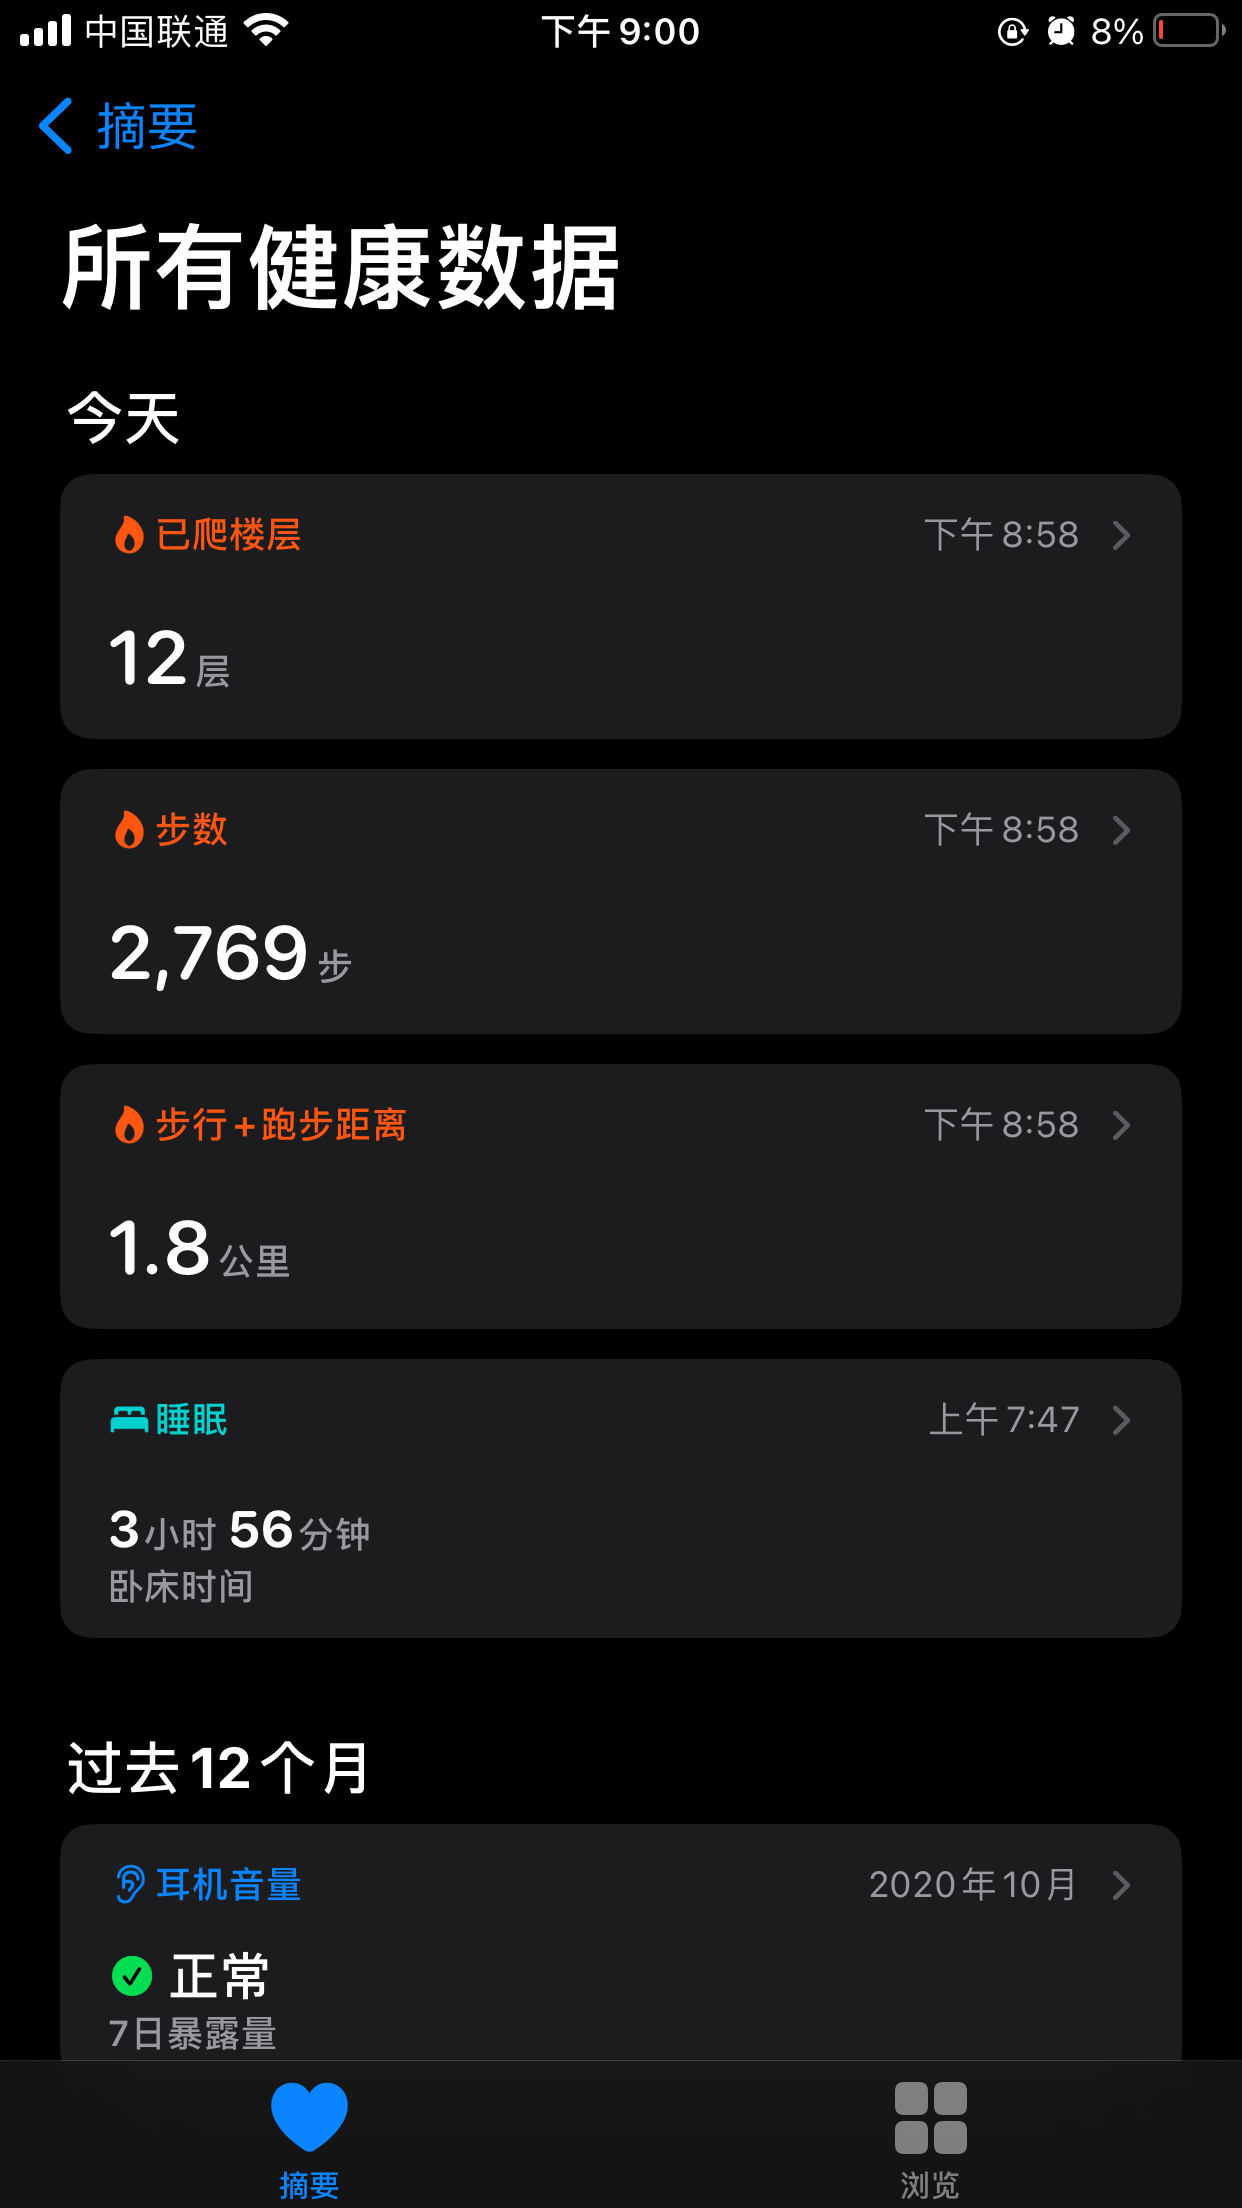 中国联通 下午 9:00 8%
摘要
所有健康数据
今天
已爬楼层 下午 8:58
12 层
步数 下午 8:58
2,769 步
步行+跑步距离 下午 8:58
1.8 公里
睡眠 上午 7:47
3小时 56分钟
卧床时间
过去12个月
耳机音量 2020年10月
正常
7日暴露量
摘要 浏览